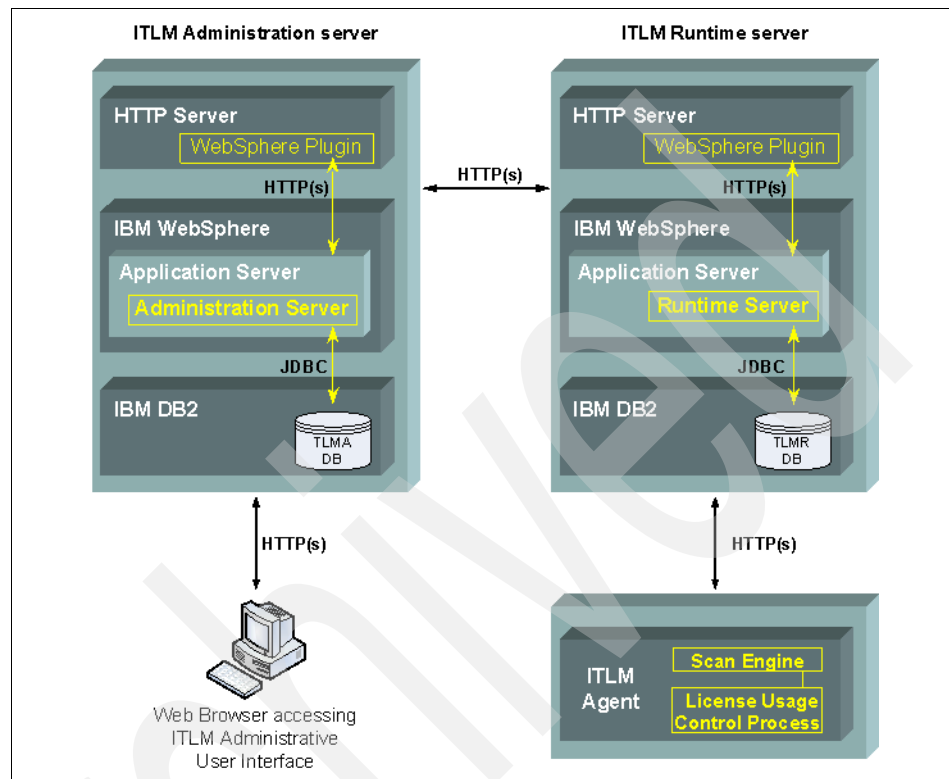 ITLM Administration server
HTTP Server
WebSphere Plugin
HTTP(s)
IBM WebSphere
Application Server
Administration Server
JDBC
IBM DB2
TLMA
DB
HTTP(s)
Web Browser accessing
ITLM Administrative
User Interface
HTTP(s)
ITLM Runtime server
HTTP Server
WebSphere Plugin
HTTP(s)
IBM WebSphere
Application Server
Runtime Server
JDBC
IBM DB2
TLMR
DB
HTTP(s)
ITLM
Agent
Scan Engine
License Usage
Control Process
hived